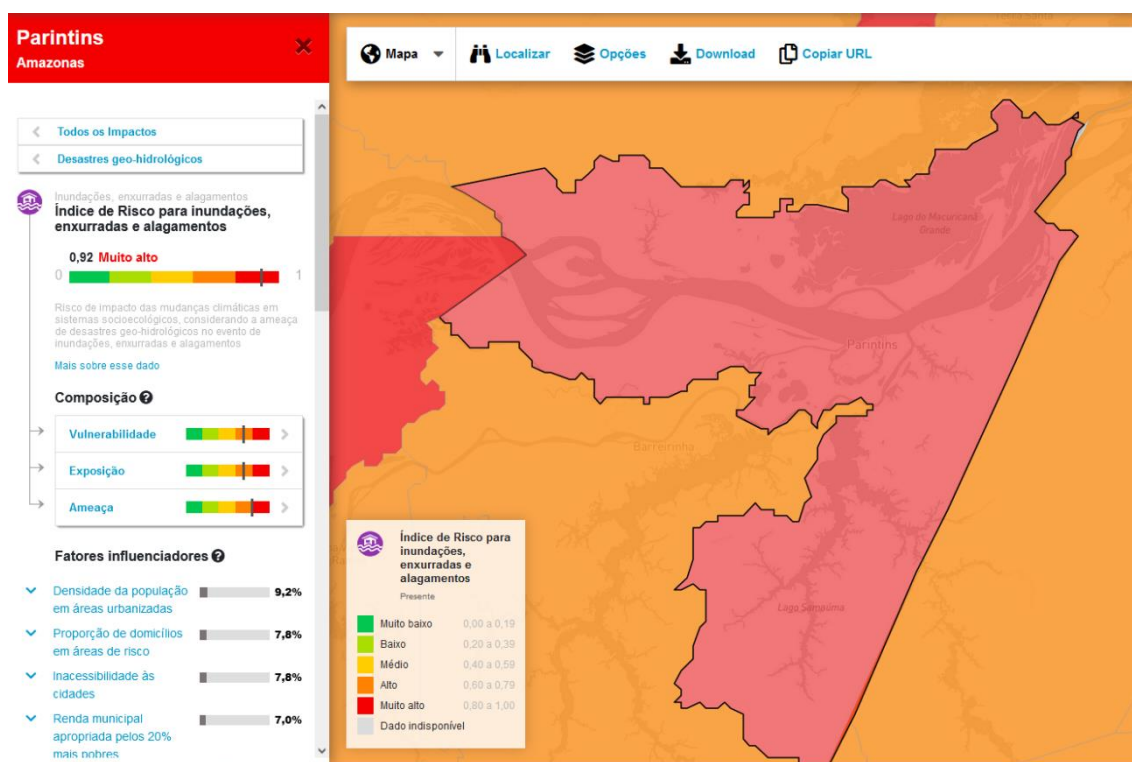 Parintins
Amazonas
Mapa
Localizar
Opções
Download
Copiar URL
Todos os Impactos
Desastres geo-hidrológicos
Inundações, enxurradas e alagamentos
Índice de Risco para inundações,
enxurradas e alagamentos
0,92 Muito alto
0
1
Risco de impacto das mudanças climáticas em
sistemas socioecológicos, considerando a ameaça
de desastres geo-hidrológicos no evento de
inundações, enxurradas e alagamentos
Mais sobre esse dado
Composição ?
Vulnerabilidade
Exposição
Ameaça
Fatores influenciadores ?
Densidade da população
em áreas urbanizadas
9,2%
Proporção de domicílios
em áreas de risco
7,8%
Inacessibilidade às
cidades
7,8%
Renda municipal
apropriada pelos 20%
mais pobres
7,0%
Lago do Macuricanã
Grande
Parintins
Barreirinha
Índice de Risco para
inundações,
enxurradas e
alagamentos
Presente
Muito baixo 0,00 a 0,19
Baixo 0,20 a 0,39
Médio 0,40 a 0,59
Alto 0,60 a 0,79
Muito alto 0,80 a 1,00
Dado indisponível